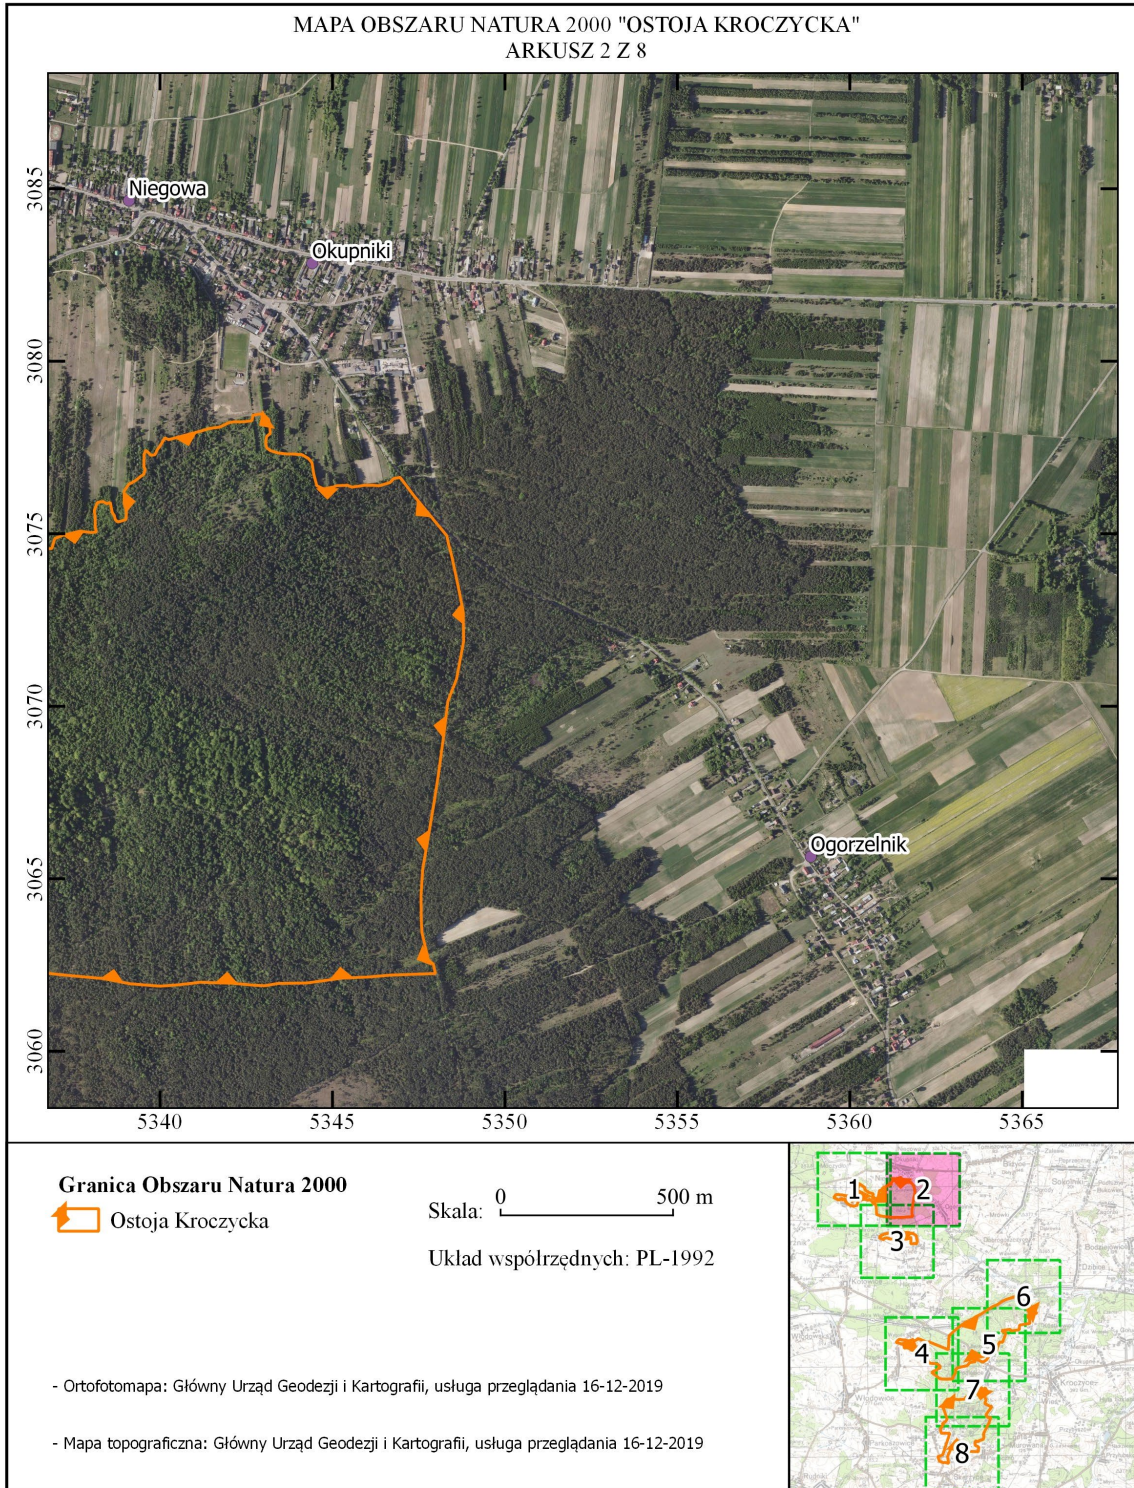 MAPA OBSZARU NATURA 2000 "OSTOJA KROCZYCKA"
ARKUSZ 2 Z 8
3085
3080
3075
3070
3065
3060
Niegowa
Okupniki
Ogorzelnik
5340 5345 5350 5355 5360 5365
Granica Obszaru Natura 2000
Ostoja Kroczycka
Skala: 0 500 m
Układ współrzędnych: PL-1992
- Ortofotomapa: Główny Urząd Geodezji i Kartografii, usługa przeglądania 16-12-2019
- Mapa topograficzna: Główny Urząd Geodezji i Kartografii, usługa przeglądania 16-12-2019
1
2
3
6
5
4
7
8